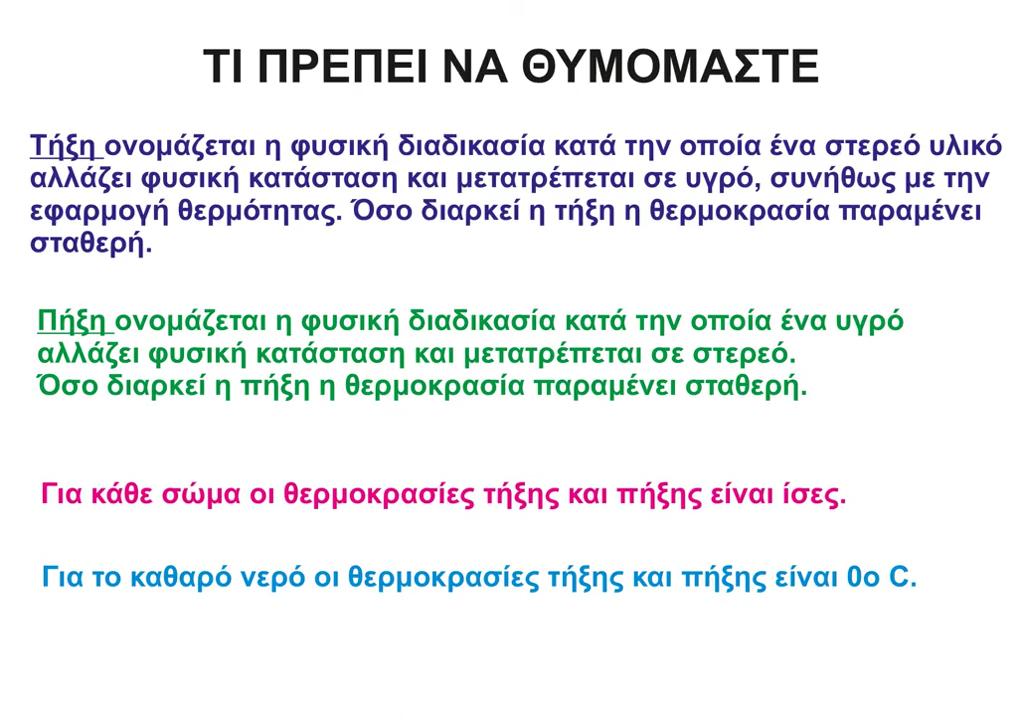 ΤΙ ΠΡΕΠΕΙ ΝΑ ΘΥΜΟΜΑΣΤΕ
Τήξη ονομάζεται η φυσική διαδικασία κατά την οποία ένα στερεό υλικό
αλλάζει φυσική κατάσταση και μετατρέπεται σε υγρό, συνήθως με την
εφαρμογή θερμότητας. Όσο διαρκεί η τήξη η θερμοκρασία παραμένει
σταθερή.
Πήξη ονομάζεται η φυσική διαδικασία κατά την οποία ένα υγρό
αλλάζει φυσική κατάσταση και μετατρέπεται σε στερεό.
Όσο διαρκεί η πήξη η θερμοκρασία παραμένει σταθερή.
Για κάθε σώμα οι θερμοκρασίες τήξης και πήξης είναι ίσες.
Για το καθαρό νερό οι θερμοκρασίες τήξης και πήξης είναι 0ο C.